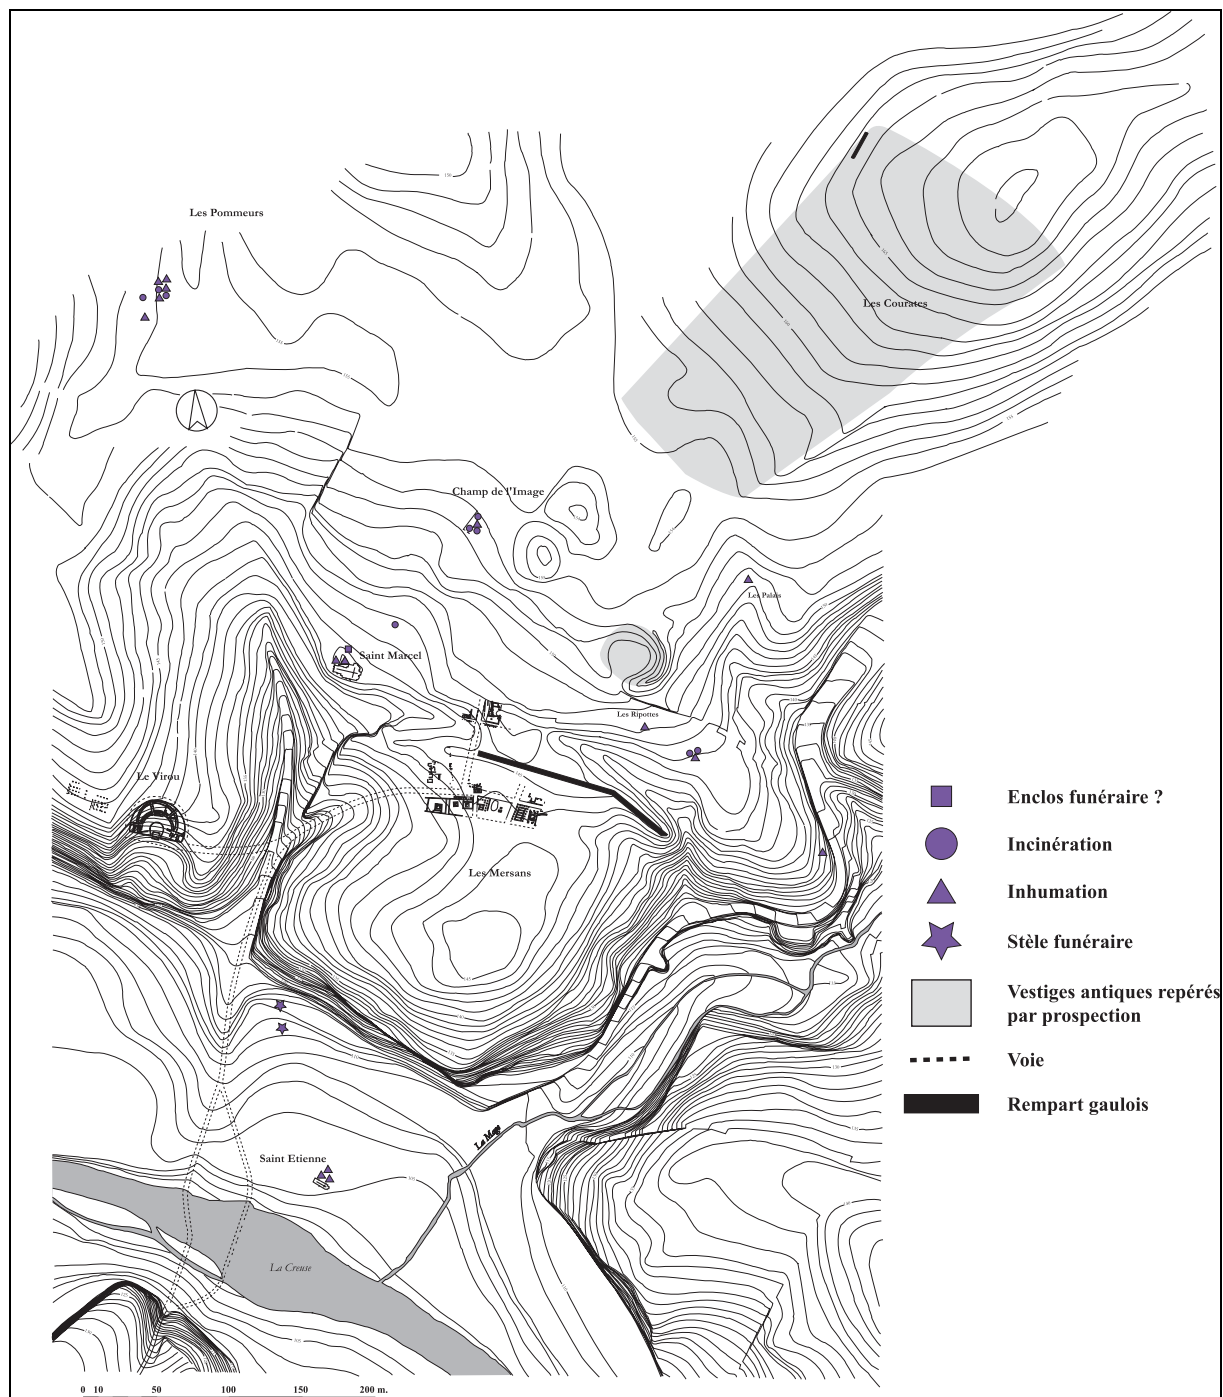 Les Pommeurs
Les Courates
Champ de l'Image
Les Palais
Saint Marcel
Les Ripottes
Le Virou
Les Mersans
Saint Etienne
La Creuse
Enclos funéraire ?
Incinération
Inhumation
Stèle funéraire
Vestiges antiques repérés
par prospection
Voie
Rempart gaulois
0 10 50 100 150 200 m.